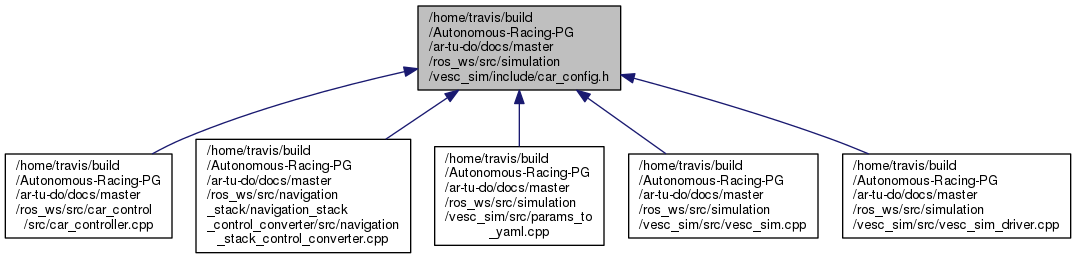 /home/travis/build
/Autonomous-Racing-PG
/ar-tu-do/docs/master
/ros_ws/src/simulation
/vesc_sim/include/car_config.h
/home/travis/build
/Autonomous-Racing-PG
/ar-tu-do/docs/master
/ros_ws/src/car_control
/src/car_controller.cpp
/home/travis/build
/Autonomous-Racing-PG
/ar-tu-do/docs/master
/ros_ws/src/navigation
_stack/navigation_stack
_control_converter/src/navigation
_stack_control_converter.cpp
/home/travis/build
/Autonomous-Racing-PG
/ar-tu-do/docs/master
/ros_ws/src/simulation
/vesc_sim/src/params_to
_yaml.cpp
/home/travis/build
/Autonomous-Racing-PG
/ar-tu-do/docs/master
/ros_ws/src/simulation
/vesc_sim/src/vesc_sim.cpp
/home/travis/build
/Autonomous-Racing-PG
/ar-tu-do/docs/master
/ros_ws/src/simulation
/vesc_sim/src/vesc_sim_driver.cpp